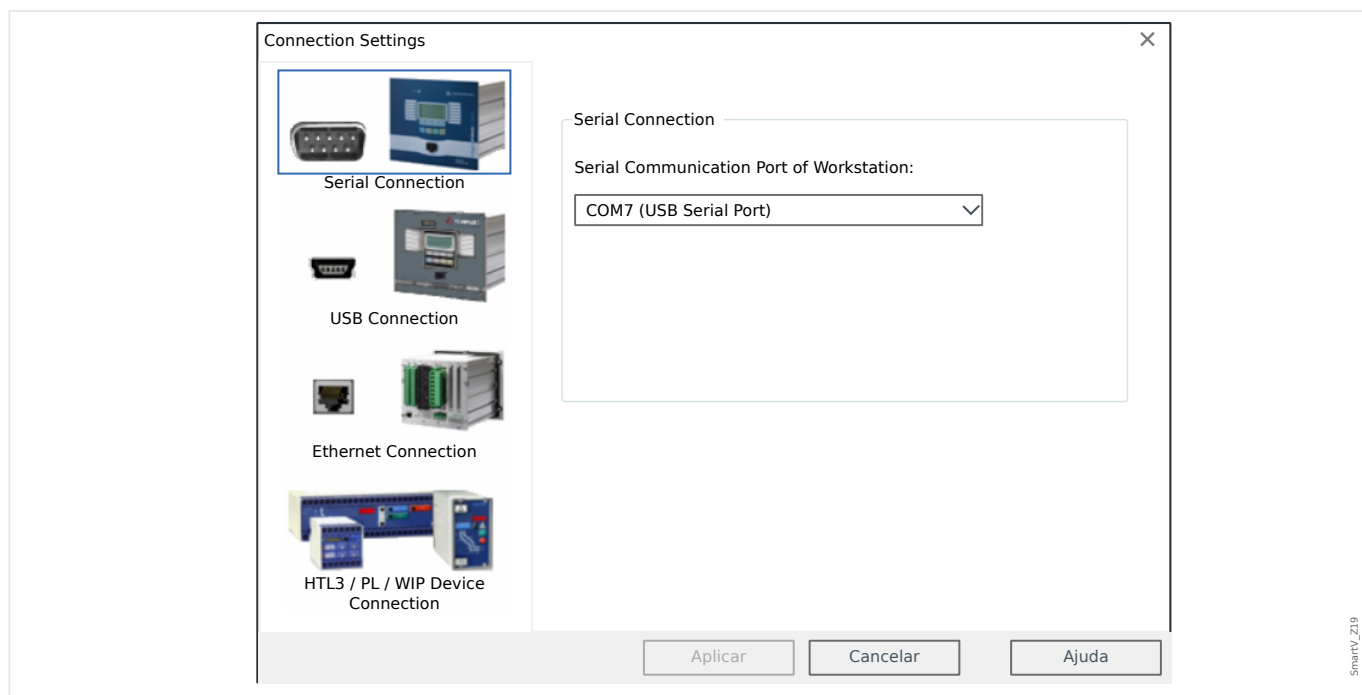 Connection Settings
Serial Connection
USB Connection
Ethernet Connection
HTL3 / PL / WIP Device
Connection
Serial Connection
Serial Communication Port of Workstation:
COM7 (USB Serial Port)
Aplicar
Cancelar
Ajuda
SmartV_Z19